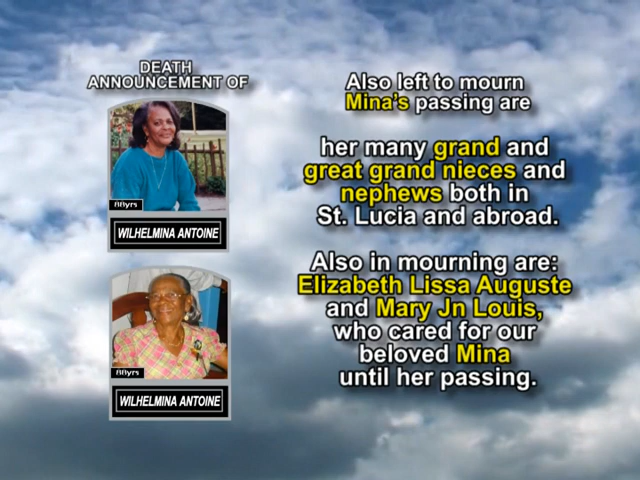 DEATH
ANNOUNCEMENT OF
88yrs
WILHELMINA ANTOINE
88yrs
WILHELMINA ANTOINE
Also left to mourn
Mina's passing are
her many grand and
great grand nieces and
nephews both in
St. Lucia and abroad.
Also in mourning are:
Elizabeth Lissa Auguste
and Mary Jn Louis,
who cared for our
beloved Mina
until her passing.